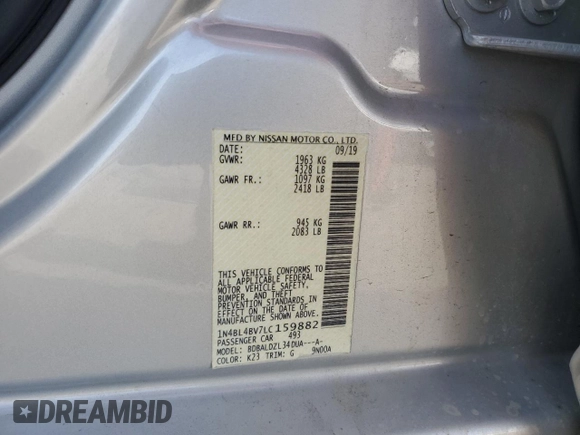 MFD BY NISSAN MOTOR CO., LTD.
DATE: 09/19
GVWR: 1963 KG
4328 LB
GAWR FR.: 1097 KG
2418 LB
GAWR RR.: 945 KG
2083 LB
THIS VEHICLE CONFORMS TO
ALL APPLICABLE FEDERAL
MOTOR VEHICLE SAFETY,
BUMPER, AND THEFT
PREVENTION STANDARDS IN
EFFECT ON THE DATE OF
MANUFACTURE SHOWN ABOVE.
1N4BL4BV7LC159882
PASSENGER CAR 493
MODEL: BDBALDZL34DUA---A-
COLOR: K23 TRIM: G 9N00A
DREAMBID